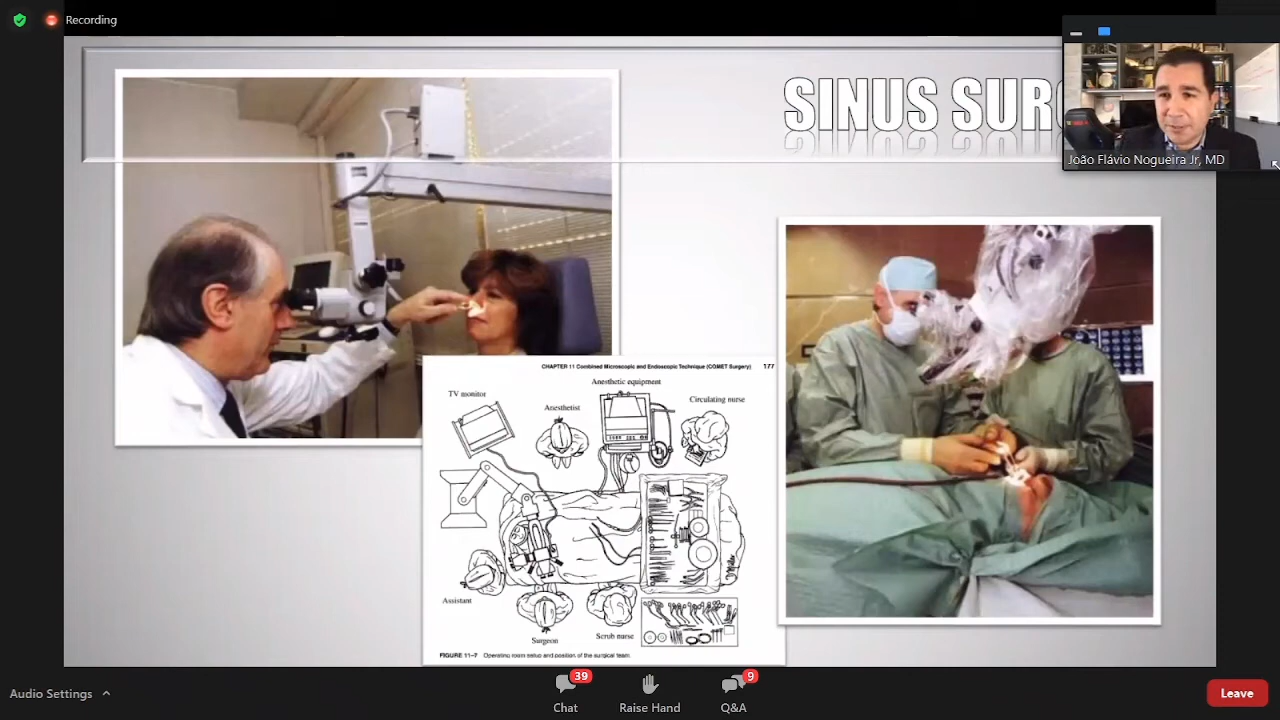 Recording
SINUS SUR
João Flávio Nogueira Jr, MD
CHAPTER 11 Combined Microscopic and Endoscopic Technique (COMET Surgery) 177
Anesthetic equipment
TV monitor
Anesthetist
Circulating nurse
Assistant
Surgeon
Scrub nurse
FIGURE 11–7 Operating room setup and position of the surgical team.
Audio Settings
39
Chat
Raise Hand
9
Q&A
Leave